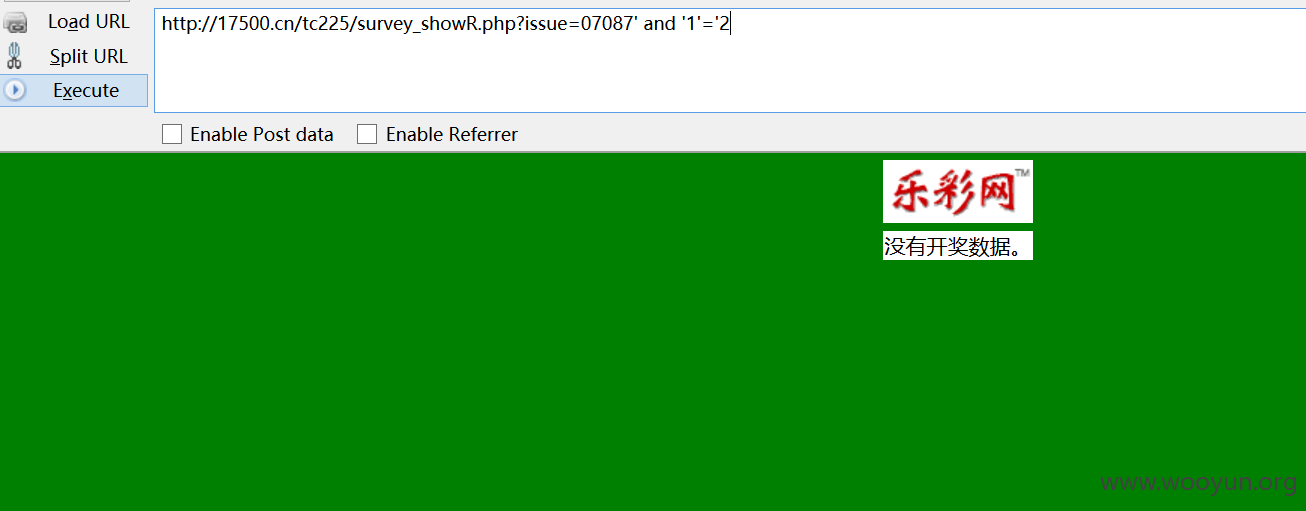 Load URL
http://17500.cn/tc225/survey_showR.php?issue=07087' and '1'='2
Split URL
Execute
Enable Post data
Enable Referrer
乐彩网™
没有开奖数据。
www.wooyun.org